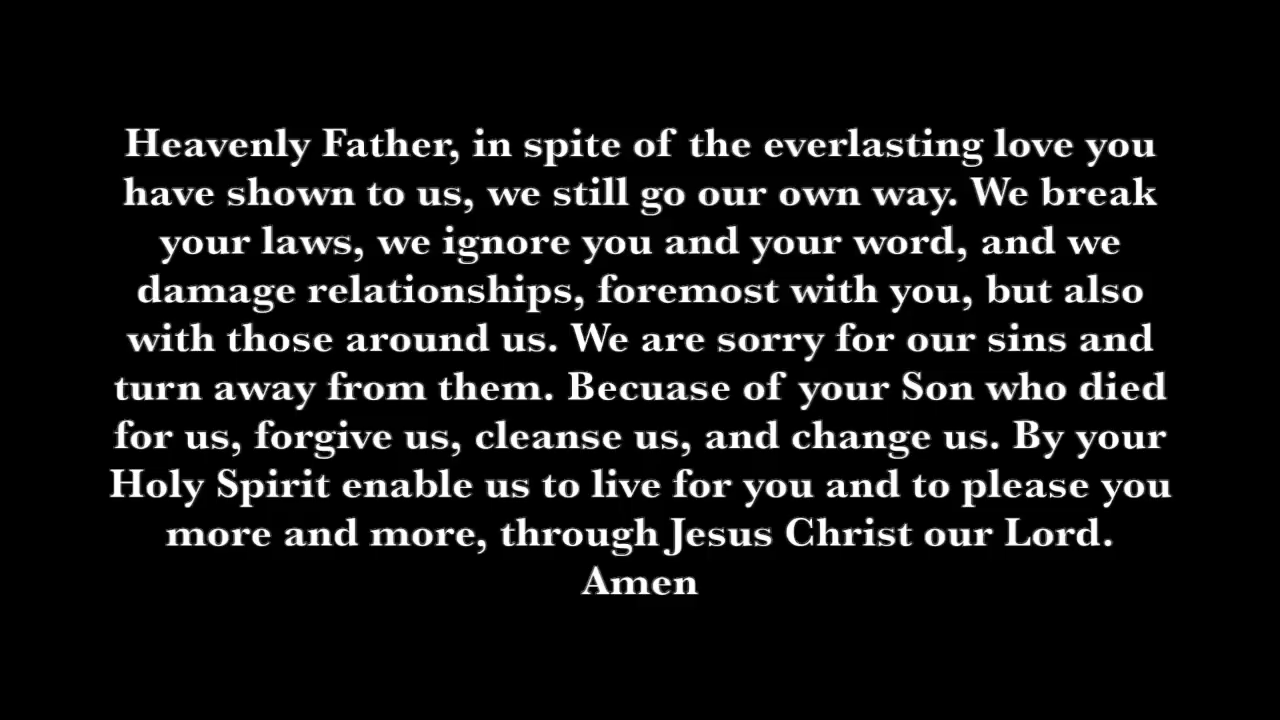 Heavenly Father, in spite of the everlasting love you
have shown to us, we still go our own way. We break
your laws, we ignore you and your word, and we
damage relationships, foremost with you, but also
with those around us. We are sorry for our sins and
turn away from them. Becuase of your Son who died
for us, forgive us, cleanse us, and change us. By your
Holy Spirit enable us to live for you and to please you
more and more, through Jesus Christ our Lord.
Amen